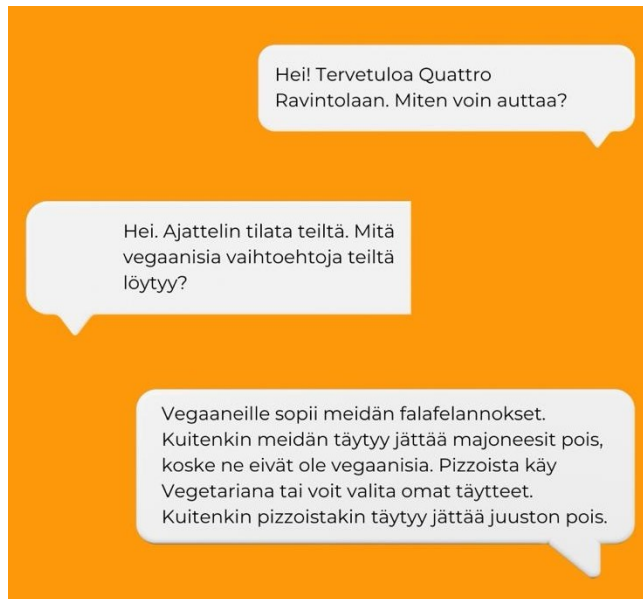 Hei! Tervetuloa Quattro
Ravintolaan. Miten voin auttaa?
Hei. Ajattelin tilata teiltä. Mitä
vegaanisia vaihtoehtoja teiltä
löytyy?
Vegaaneille sopii meidän falafelannokset.
Kuitenkin meidän täytyy jättää majoneesit pois,
koske ne eivät ole vegaanisia. Pizzoista käy
Vegetariana tai voit valita omat täytteet.
Kuitenkin pizzoistakin täytyy jättää juuston pois.